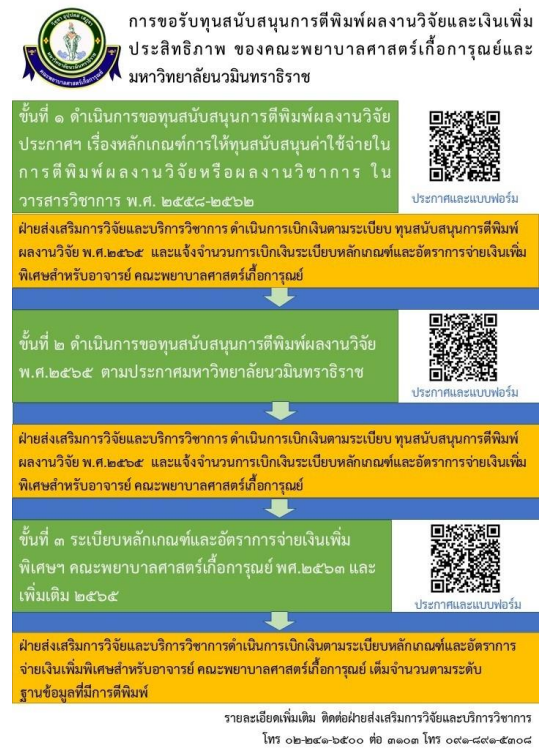 การขอรับทุนสนับสนุนการตีพิมพ์ผลงานวิจัยและเงินเพิ่ม
ประสิทธิภาพ ของคณะพยาบาลศาสตร์เกื้อการุณย์และ
มหาวิทยาลัยนวมินทราธิราช
ขั้นที่ ๑ ดำเนินการขอทุนสนับสนุนการตีพิมพ์ผลงานวิจัย
ประกาศฯ เรื่องหลักเกณฑ์การให้ทุนสนับสนุนค่าใช้จ่ายใน
การตีพิมพ์ผลงานวิจัยหรือผลงานวิชาการ ใน
วารสารวิชาการ พ.ศ. ๒๕๕๘-๒๕๖๒
ประกาศและแบบฟอร์ม
ฝ่ายส่งเสริมการวิจัยและบริการวิชาการ ดำเนินการเบิกเงินตามระเบียบ ทุนสนับสนุนการตีพิมพ์
ผลงานวิจัย พ.ศ.๒๕๖๕ และแจ้งจำนวนการเบิกเงินระเบียบหลักเกณฑ์และอัตราการจ่ายเงินเพิ่ม
พิเศษสำหรับอาจารย์ คณะพยาบาลศาสตร์เกื้อการุณย์
ขั้นที่ ๒ ดำเนินการขอทุนสนับสนุนการตีพิมพ์ผลงานวิจัย
พ.ศ.๒๕๖๕ ตามประกาศมหาวิทยาลัยนวมินทราธิราช
ประกาศและแบบฟอร์ม
ฝ่ายส่งเสริมการวิจัยและบริการวิชาการ ดำเนินการเบิกเงินตามระเบียบ ทุนสนับสนุนการตีพิมพ์
ผลงานวิจัย พ.ศ.๒๕๖๕ และแจ้งจำนวนการเบิกเงินระเบียบหลักเกณฑ์และอัตราการจ่ายเงินเพิ่ม
พิเศษสำหรับอาจารย์ คณะพยาบาลศาสตร์เกื้อการุณย์
ขั้นที่ ๓ ระเบียบหลักเกณฑ์และอัตราการจ่ายเงินเพิ่ม
พิเศษฯ คณะพยาบาลศาสตร์เกื้อการุณย์ พศ.๒๕๖๓ และ
เพิ่มเติม ๒๕๖๕
ประกาศและแบบฟอร์ม
ฝ่ายส่งเสริมการวิจัยและบริการวิชาการดำเนินการเบิกเงินตามระเบียบหลักเกณฑ์และอัตราการ
จ่ายเงินเพิ่มพิเศษสำหรับอาจารย์ คณะพยาบาลศาสตร์เกื้อการุณย์ เต็มจำนวนตามระดับ
ฐานข้อมูลที่มีการตีพิมพ์
รายละเอียดเพิ่มเติม ติดต่อฝ่ายส่งเสริมการวิจัยและบริการวิชาการ
โทร ๐๒-๒๔๑-๖๕๐๐ ต่อ ๓๑๐๓ โทร ๐๙๑-๘๙๑-๕๓๐๘